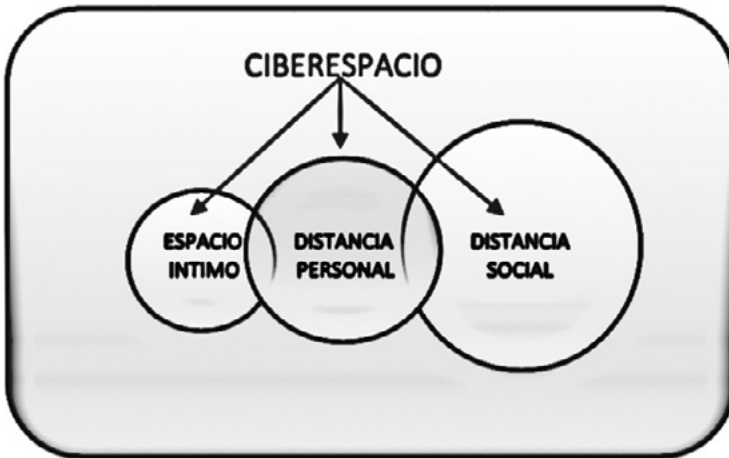 CIBERESPACIO
ESPACIO
INTIMO
DISTANCIA
PERSONAL
DISTANCIA
SOCIAL